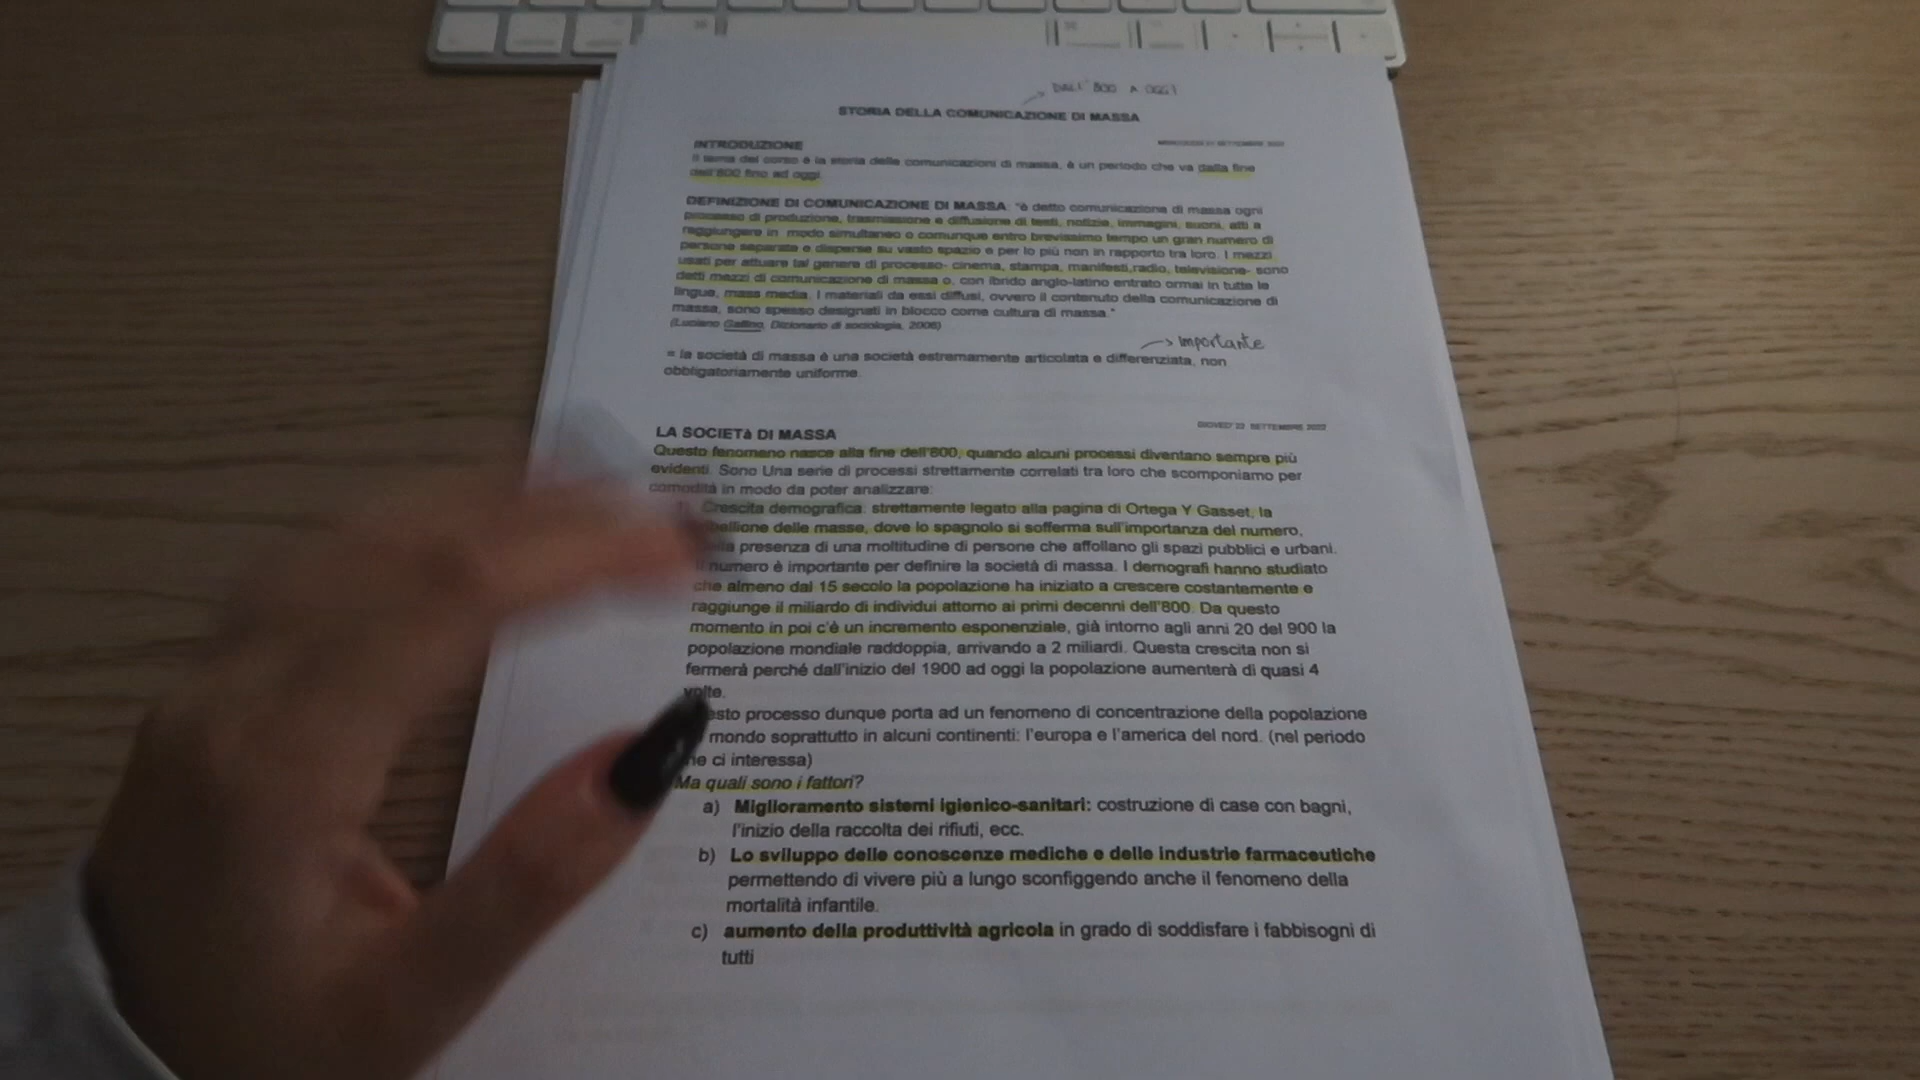 DALL'800 A OGGI
STORIA DELLA COMUNICAZIONE DI MASSA
INTRODUZIONE
MERCOLEDI 21 SETTEMBRE 2022
Il tema del corso è la storia delle comunicazioni di massa, è un periodo che va dalla fine
dell'800 fino ad oggi.
DEFINIZIONE DI COMUNICAZIONE DI MASSA: "è detto comunicazione di massa ogni
processo di produzione, trasmissione e diffusione di testi, notizie, immagini, suoni, atti a
raggiungere in modo simultaneo o comunque entro brevissimo tempo un gran numero di
persone separate e disperse su vasto spazio e per lo più non in rapporto tra loro. I mezzi
usati per attuare tal genere di processo- cinema, stampa, manifesti,radio, televisione- sono
detti mezzi di comunicazione di massa o, con ibrido anglo-latino entrato ormai in tutte le
lingue, mass media. I materiali da essi diffusi, ovvero il contenuto della comunicazione di
massa, sono spesso designati in blocco come cultura di massa."
(Luciano Gallino, Dizionario di sociologia, 2006)
importante
= la società di massa è una società estremamente articolata e differenziata, non
obbligatoriamente uniforme.
GIOVEDI' 22 SETTEMBRE 2022
LA SOCIETà DI MASSA
Questo fenomeno nasce alla fine dell'800, quando alcuni processi diventano sempre più
evidenti. Sono Una serie di processi strettamente correlati tra loro che scomponiamo per
comodità in modo da poter analizzare:
1) Crescita demografica: strettamente legato alla pagina di Ortega Y Gasset, la
bellione delle masse, dove lo spagnolo si sofferma sull'importanza del numero,
presenza di una moltitudine di persone che affollano gli spazi pubblici e urbani.
Il numero è importante per definire la società di massa. I demografi hanno studiato
che almeno dal 15 secolo la popolazione ha iniziato a crescere costantemente e
raggiunge il miliardo di individui attorno ai primi decenni dell'800. Da questo
momento in poi c'è un incremento esponenziale, già intorno agli anni 20 del 900 la
popolazione mondiale raddoppia, arrivando a 2 miliardi. Questa crescita non si
fermerà perché dall'inizio del 1900 ad oggi la popolazione aumenterà di quasi 4
volte.
esto processo dunque porta ad un fenomeno di concentrazione della popolazione
mondo soprattutto in alcuni continenti: l'europa e l'america del nord. (nel periodo
he ci interessa)
Ma quali sono i fattori?
a) Miglioramento sistemi igienico-sanitari: costruzione di case con bagni,
l'inizio della raccolta dei rifiuti, ecc.
b) Lo sviluppo delle conoscenze mediche e delle industrie farmaceutiche
permettendo di vivere più a lungo sconfiggendo anche il fenomeno della
mortalità infantile.
c) aumento della produttività agricola in grado di soddisfare i fabbisogni di
tutti